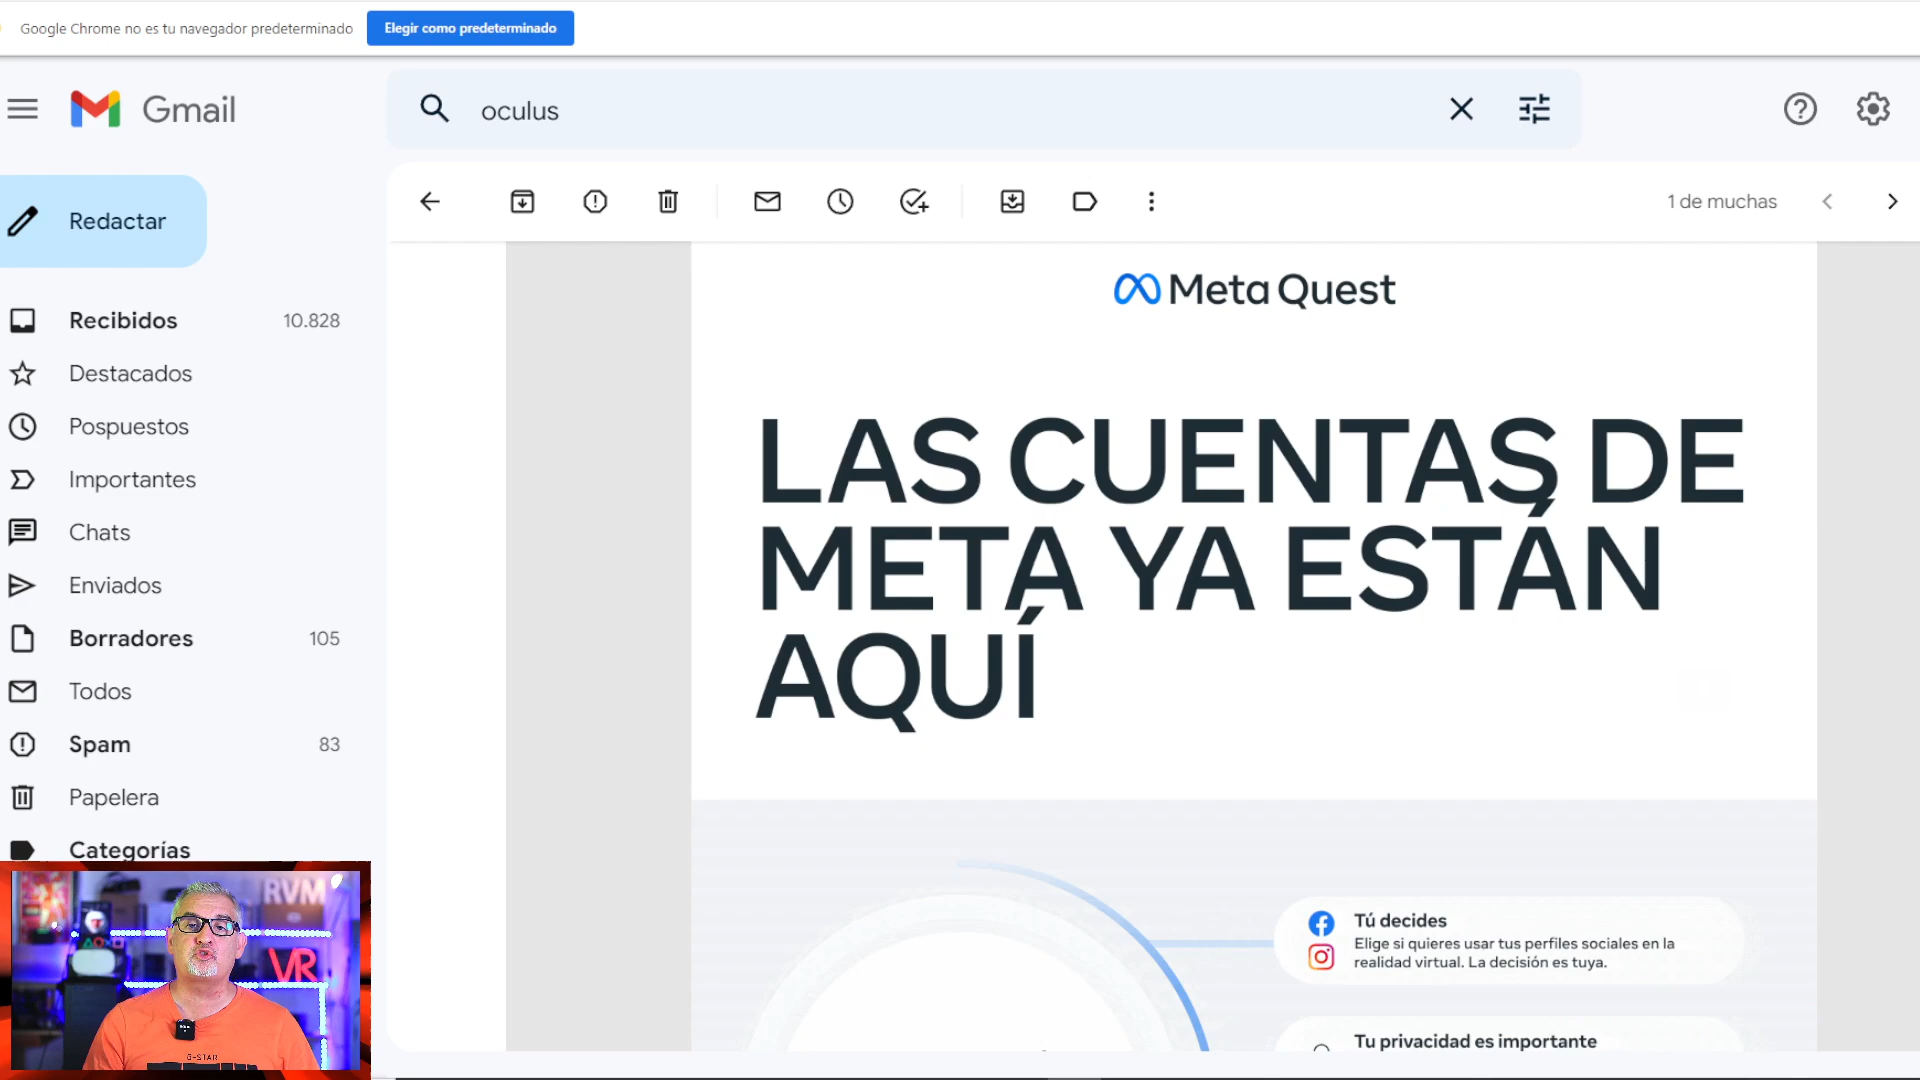 Google Chrome no es tu navegador predeterminado
Elegir como predeterminado
Gmail
oculus
Redactar
1 de muchas
Recibidos 10.828
Destacados
Pospuestos
Importantes
Chats
Enviados
Borradores 105
Todos
Spam 83
Papelera
Categorías
Meta Quest
LAS CUENTAS DE
META YA ESTÁN
AQUÍ
Tú decides
Elige si quieres usar tus perfiles sociales en la
realidad virtual. La decisión es tuya.
Tu privacidad es importante
RVM
VR
G-STAR